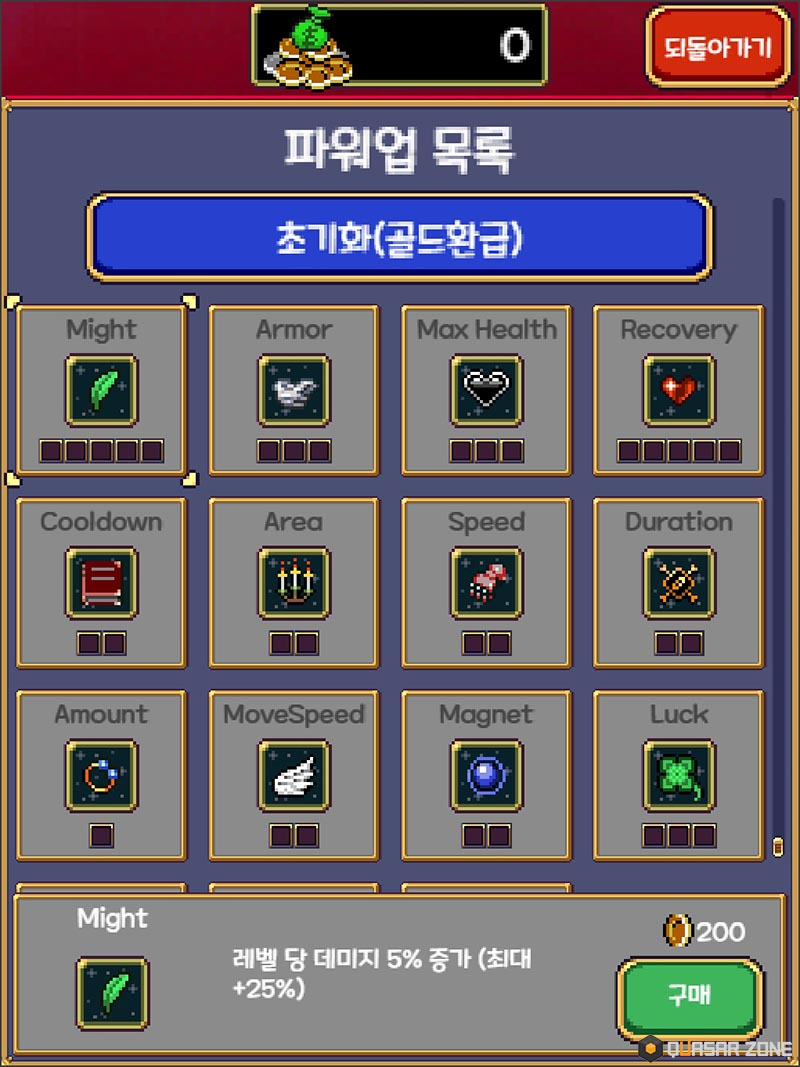 0
되돌아가기
파워업 목록
초기화(골드환급)
Might
Armor
Max Health
Recovery
Cooldown
Area
Speed
Duration
Amount
MoveSpeed
Magnet
Luck
Might
200
레벨 당 데미지 5% 증가 (최대
+25%)
구매
QUASAR ZONE